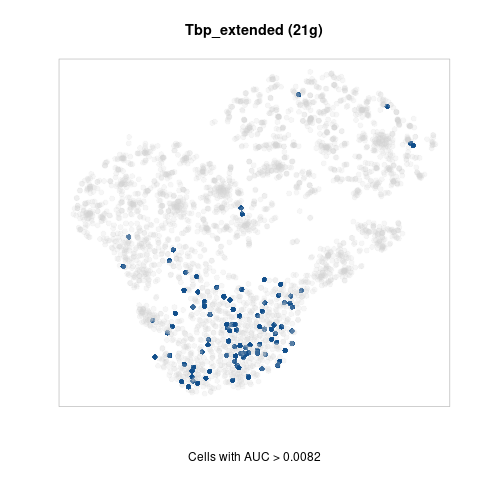 Tbp_extended (21g)
Cells with AUC > 0.0082